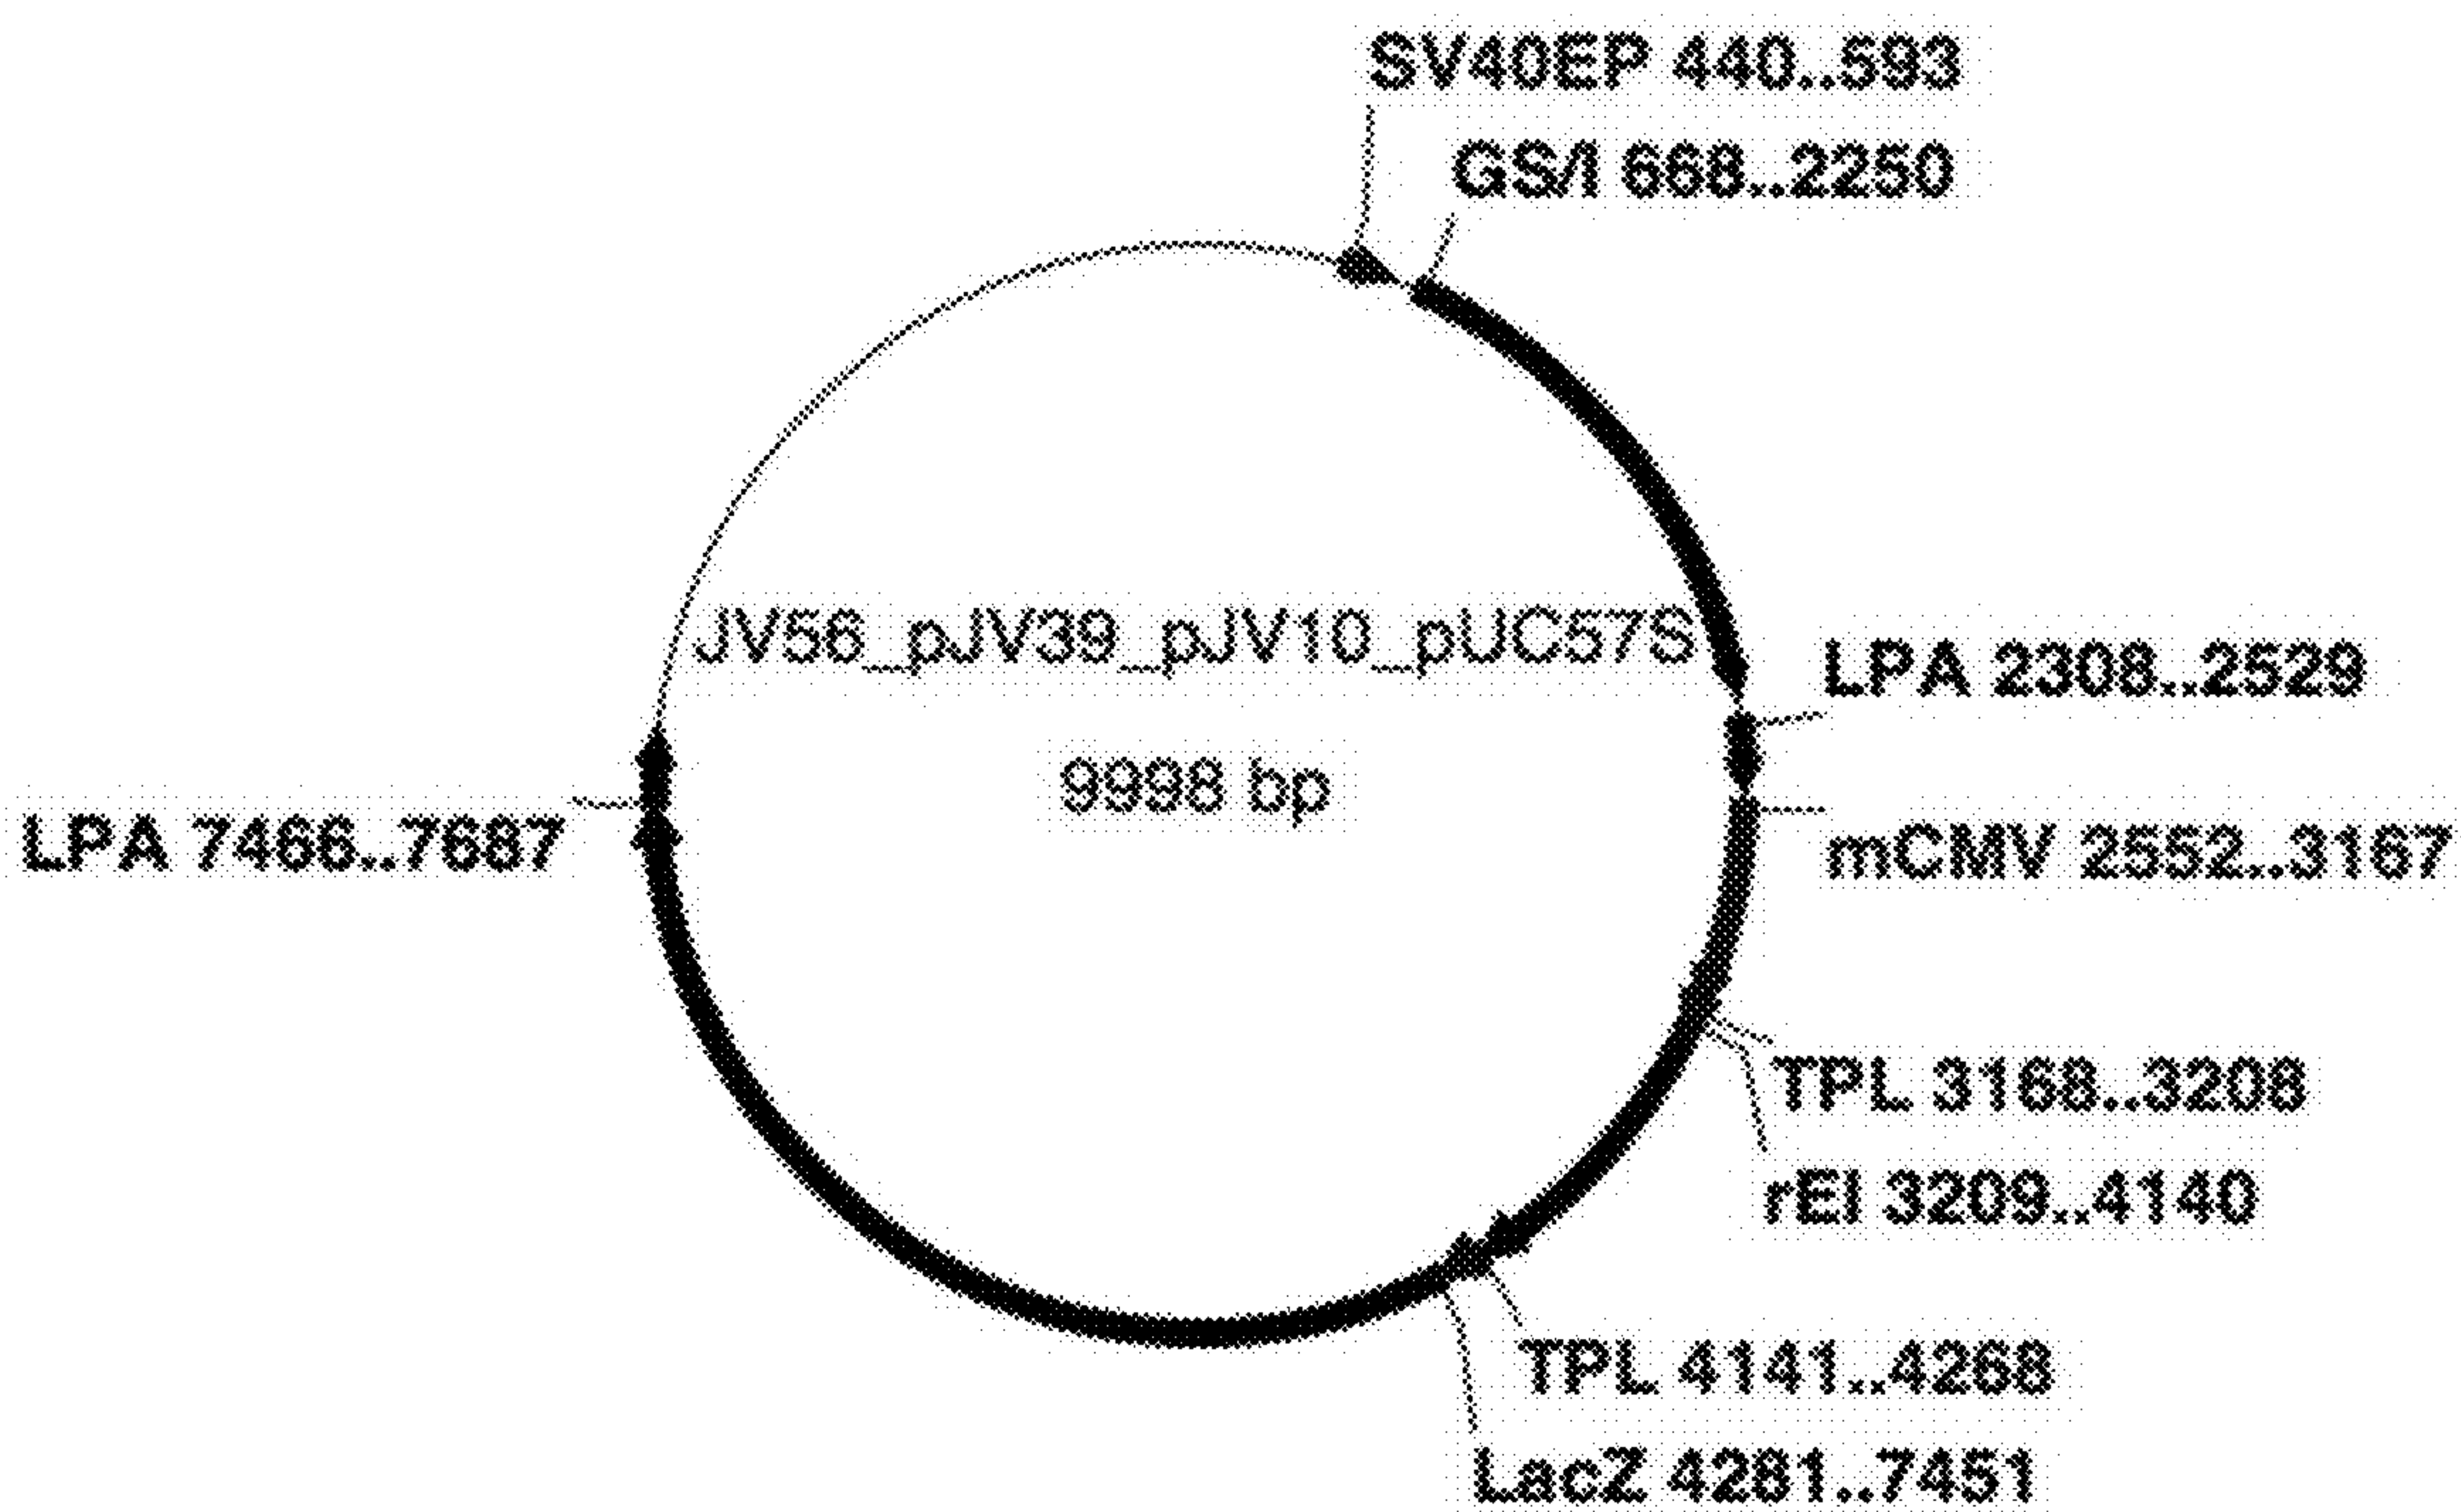 SV40EP 440..593
GS/I 668..2250
JV56_pJV39_pJV10_pUC57S
9998 bp
LPA 2308..2529
LPA 7466..7687
mCMV 2552..3167
TPL 3168..3208
rEI 3209..4140
TPL 4141..4268
LacZ 4281..7451